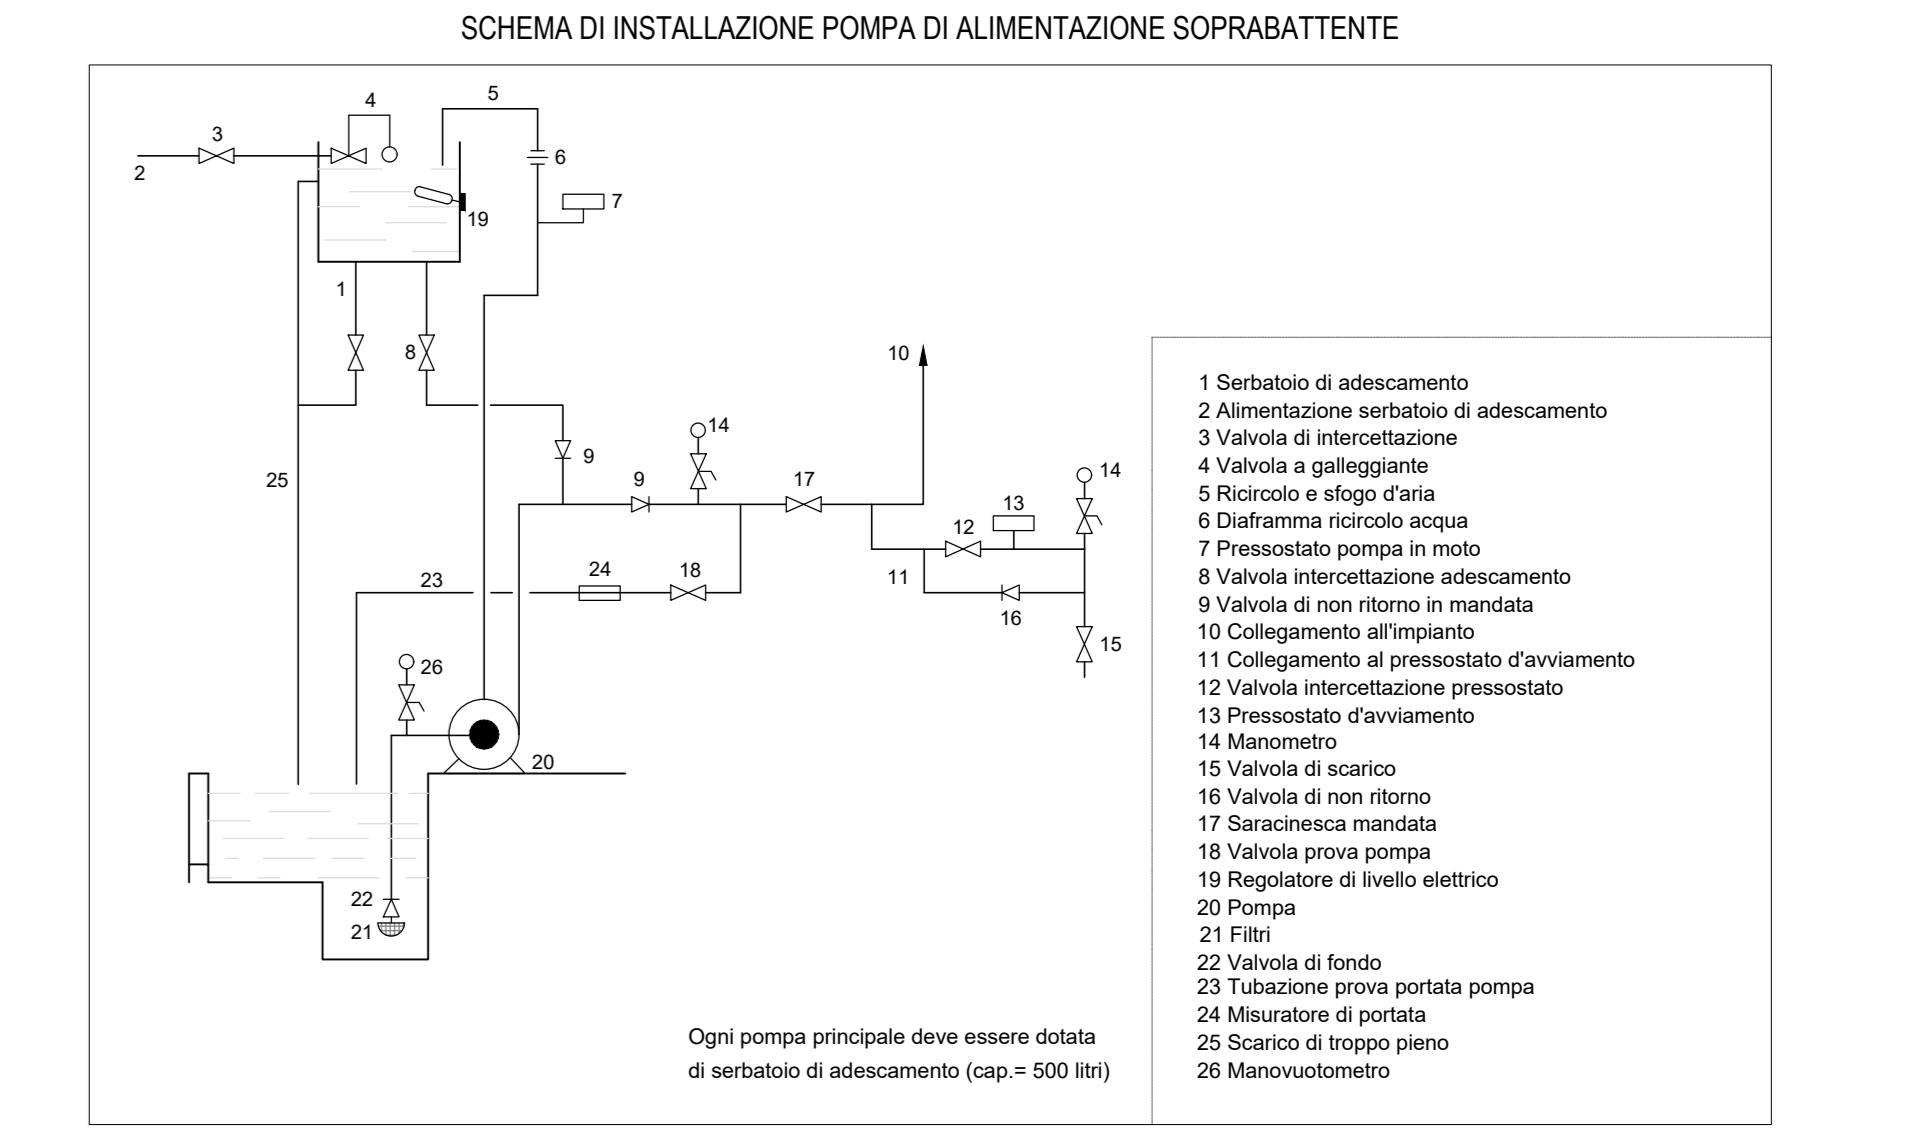 SCHEMA DI INSTALLAZIONE POMPA DI ALIMENTAZIONE SOPRABATTENTE
4
5
3
2
6
7
19
1
8
10
14
9
25
9
17
14
13
12
24
18
23
11
16
15
26
20
22
21
Ogni pompa principale deve essere dotata
di serbatoio di adescamento (cap.= 500 litri)
1 Serbatoio di adescamento
2 Alimentazione serbatoio di adescamento
3 Valvola di intercettazione
4 Valvola a galleggiante
5 Ricircolo e sfogo d'aria
6 Diaframma ricircolo acqua
7 Pressostato pompa in moto
8 Valvola intercettazione adescamento
9 Valvola di non ritorno in mandata
10 Collegamento all'impianto
11 Collegamento al pressostato d'avviamento
12 Valvola intercettazione pressostato
13 Pressostato d'avviamento
14 Manometro
15 Valvola di scarico
16 Valvola di non ritorno
17 Saracinesca mandata
18 Valvola prova pompa
19 Regolatore di livello elettrico
20 Pompa
21 Filtri
22 Valvola di fondo
23 Tubazione prova portata pompa
24 Misuratore di portata
25 Scarico di troppo pieno
26 Manovuotometro